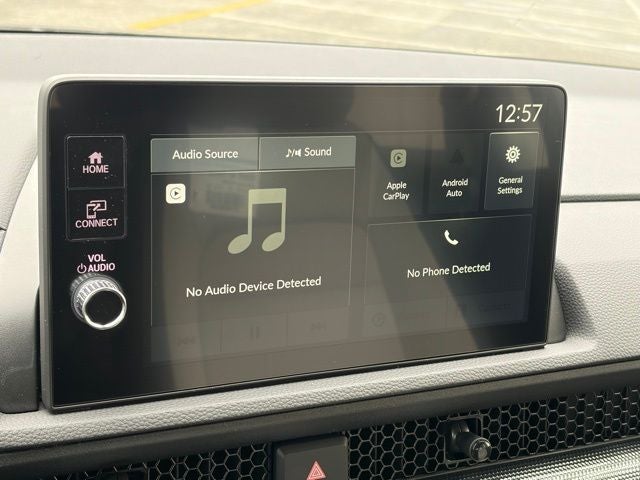 12:57
HOME
Audio Source
Sound
Apple
CarPlay
Android
Auto
General
Settings
CONNECT
VOL
AUDIO
No Audio Device Detected
No Phone Detected